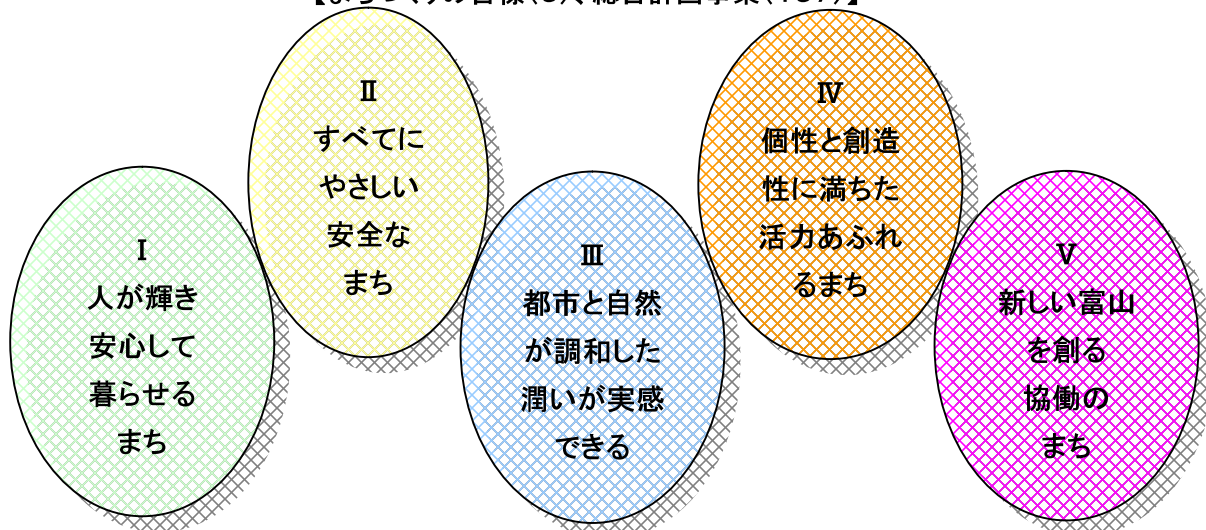 Ⅰ
人が輝き
安心して
暮らせる
まち
Ⅱ
すべてに
やさしい
安全な
まち
Ⅲ
都市と自然
が調和した
潤いが実感
できる
Ⅳ
個性と創造
性に満ちた
活力あふれ
るまち
Ⅴ
新しい富山
を創る
協働の
まち